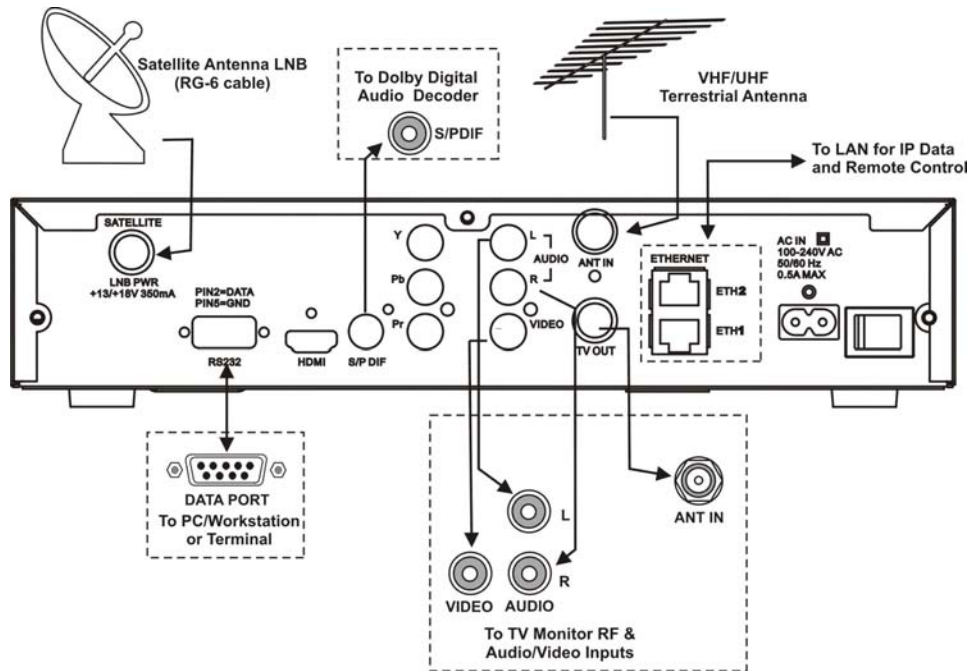 Satellite Antenna LNB
(RG-6 cable)
To Dolby Digital
Audio Decoder
S/PDIF
VHF/UHF
Terrestrial Antenna
To LAN for IP Data
and Remote Control
SATELLITE
LNB PWR
+13/+18V 350mA
PIN2=DATA
PIN5=GND
RS232
HDMI
S/P DIF
Y
Pb
Pr
L
AUDIO
R
VIDEO
ANT IN
TV OUT
ETHERNET
ETH2
ETH1
AC IN
100-240V AC
50/60 Hz
0.5A MAX
DATA PORT
To PC/Workstation
or Terminal
L
ANT IN
R
VIDEO
AUDIO
To TV Monitor RF &
Audio/Video Inputs